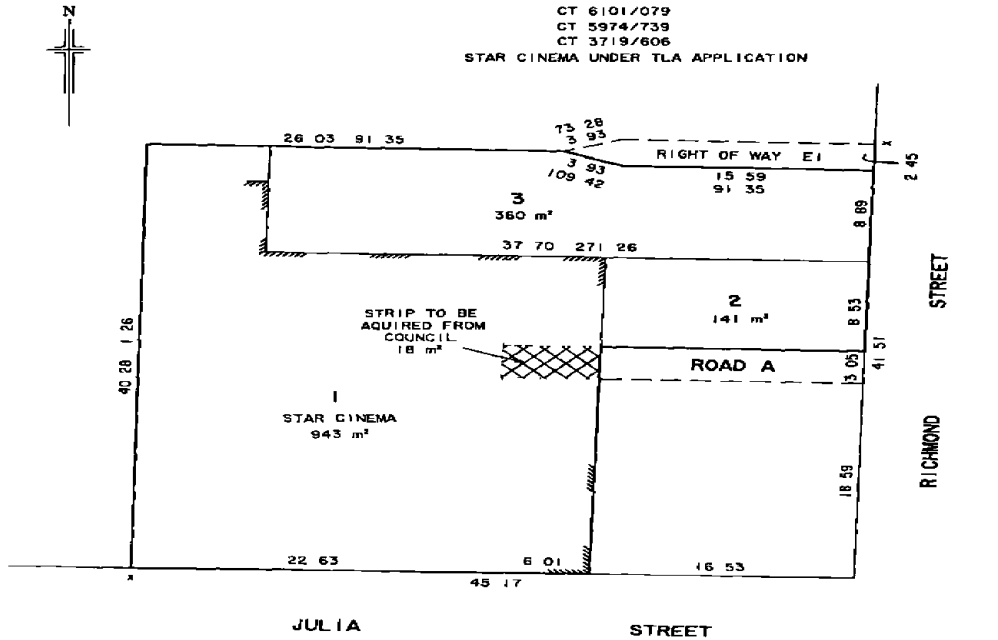 N
CT 6101/079
CT 5974/739
CT 3719/606
STAR CINEMA UNDER TLA APPLICATION
26 03 91 35
73 28
3 93
RIGHT OF WAY E1
x
2 45
3 93
109 42
15 59
91 35
3
360 m²
8 89
37 70 271 26
STREET
2
141 m²
8 53
STRIP TO BE
AQUIRED FROM
COUNCIL
18 m²
ROAD A
3 05
41 51
40 28 1 26
1
STAR CINEMA
943 m²
RICHMOND
18 59
22 63
6 01
16 53
x
45 17
JULIA STREET